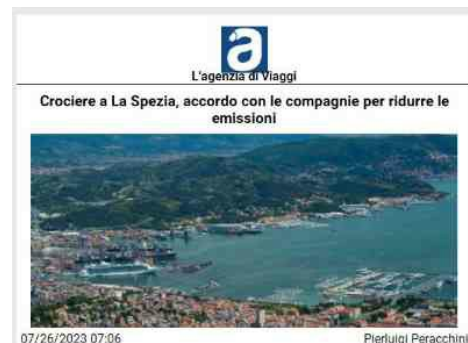 a
L'agenzia di Viaggi
Crociere a La Spezia, accordo con le compagnie per ridurre le
emissioni
07/26/2023 07:06 Pierluigi Peracchini